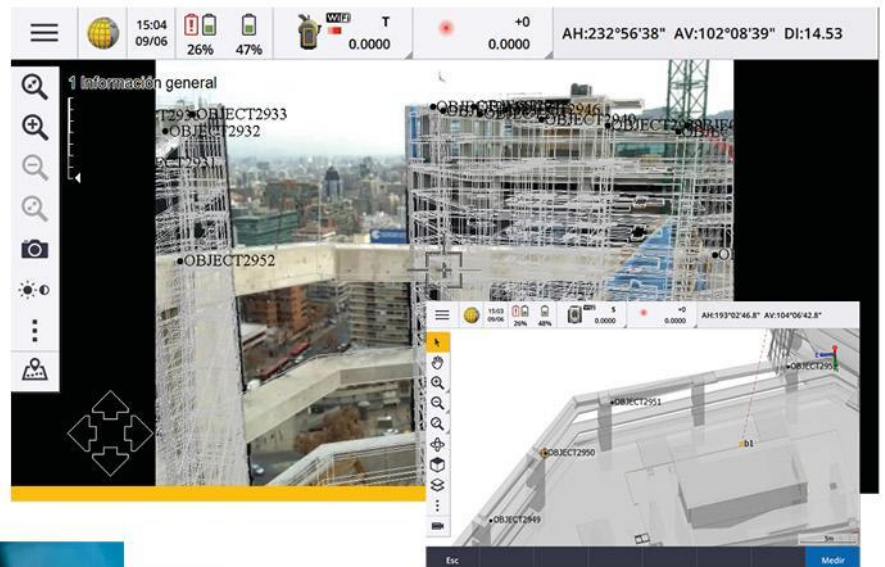 15:04
09/06
26%
47%
WiFi
T
0.0000
+0
0.0000
AH:232°56'38" AV:102°08'39" DI:14.53
1 Información general
OBJECT2933
OBJECT2932
OBJECT2952
15:03
09/06
26%
48%
S
0.0000
+0
0.0000
AH:193°02'46.8" AV:104°06'42.8"
OBJECT2951
b1
OBJECT2950
OBJECT2949
5m
Esc
Medir